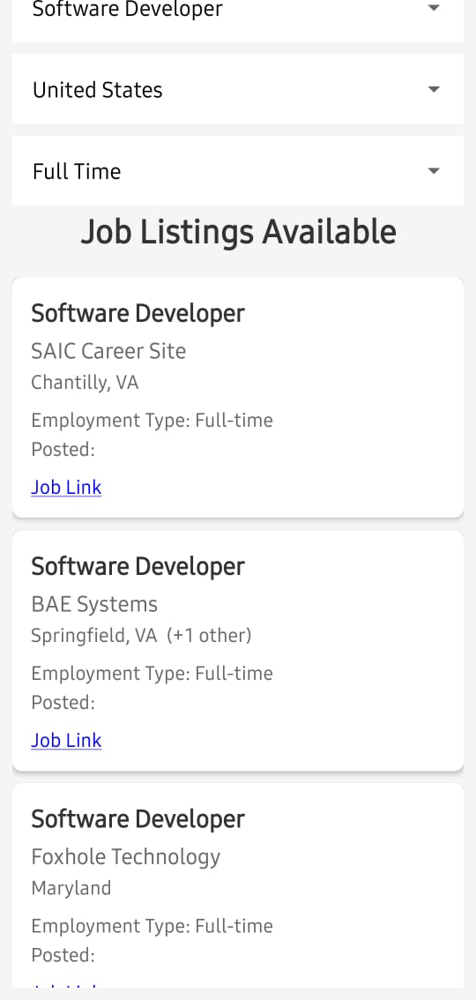 Software Developer
United States
Full Time
Job Listings Available
Software Developer
SAIC Career Site
Chantilly, VA
Employment Type: Full-time
Posted:
Job Link
Software Developer
BAE Systems
Springfield, VA (+1 other)
Employment Type: Full-time
Posted:
Job Link
Software Developer
Foxhole Technology
Maryland
Employment Type: Full-time
Posted: